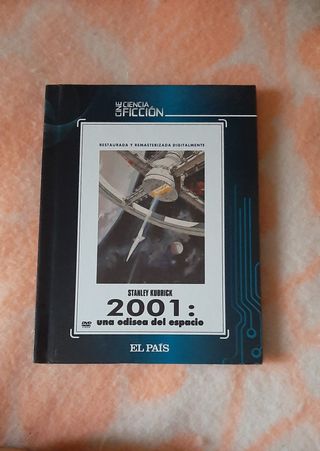 CINE CIENCIA
FICCIÓN
RESTAURADA Y REMASTERIZADA DIGITALMENTE
STANLEY KUBRICK
2001:
DVD
una odisea del espacio
EL PAÍS